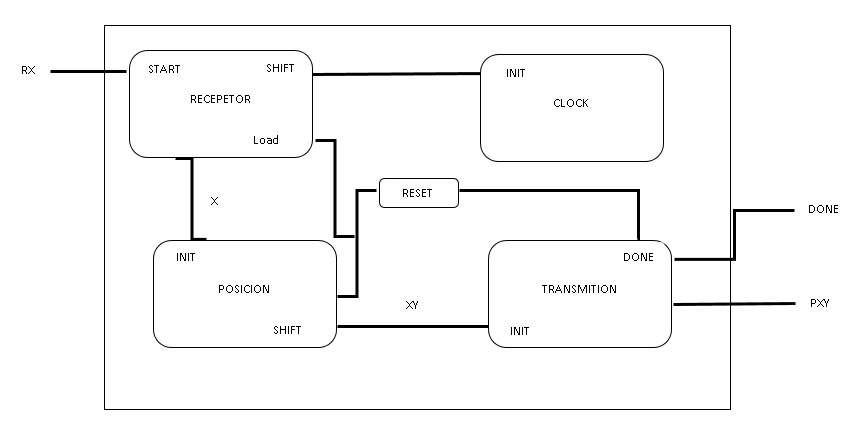 RX
START
SHIFT
RECEPETOR
Load
INIT
CLOCK
X
RESET
DONE
INIT
POSICION
SHIFT
XY
DONE
TRANSMITION
INIT
PXY